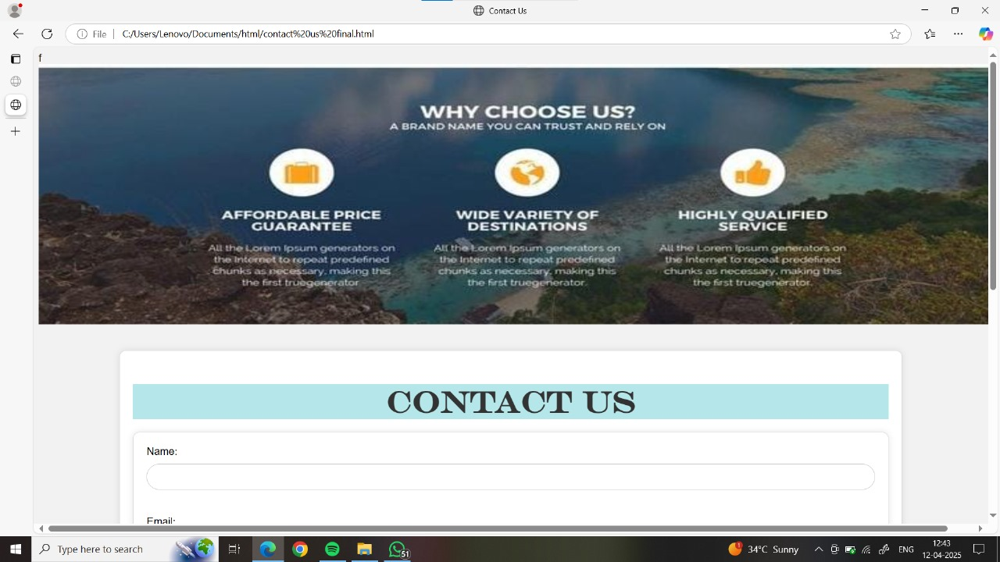 Contact Us
File
C:/Users/Lenovo/Documents/html/contact%20us%20final.html
f
WHY CHOOSE US?
A BRAND NAME YOU CAN TRUST AND RELY ON
AFFORDABLE PRICE
GUARANTEE
All the Lorem Ipsum generators on
the Internet to repeat predefined
chunks as necessary, making this
the first truegenerator
WIDE VARIETY OF
DESTINATIONS
All the Lorem Ipsum generators on
the Internet to repeat predefined
chunks as necessary, making this
the first truegenerator.
HIGHLY QUALIFIED
SERVICE
All the Lorem Ipsum generators on
the Internet to repeat predefined
chunks as necessary, making this
the first truegenerator.
CONTACT US
Name:
Email:
Type here to search
51
1
34°C Sunny
ENG
12:43
12-04-2025